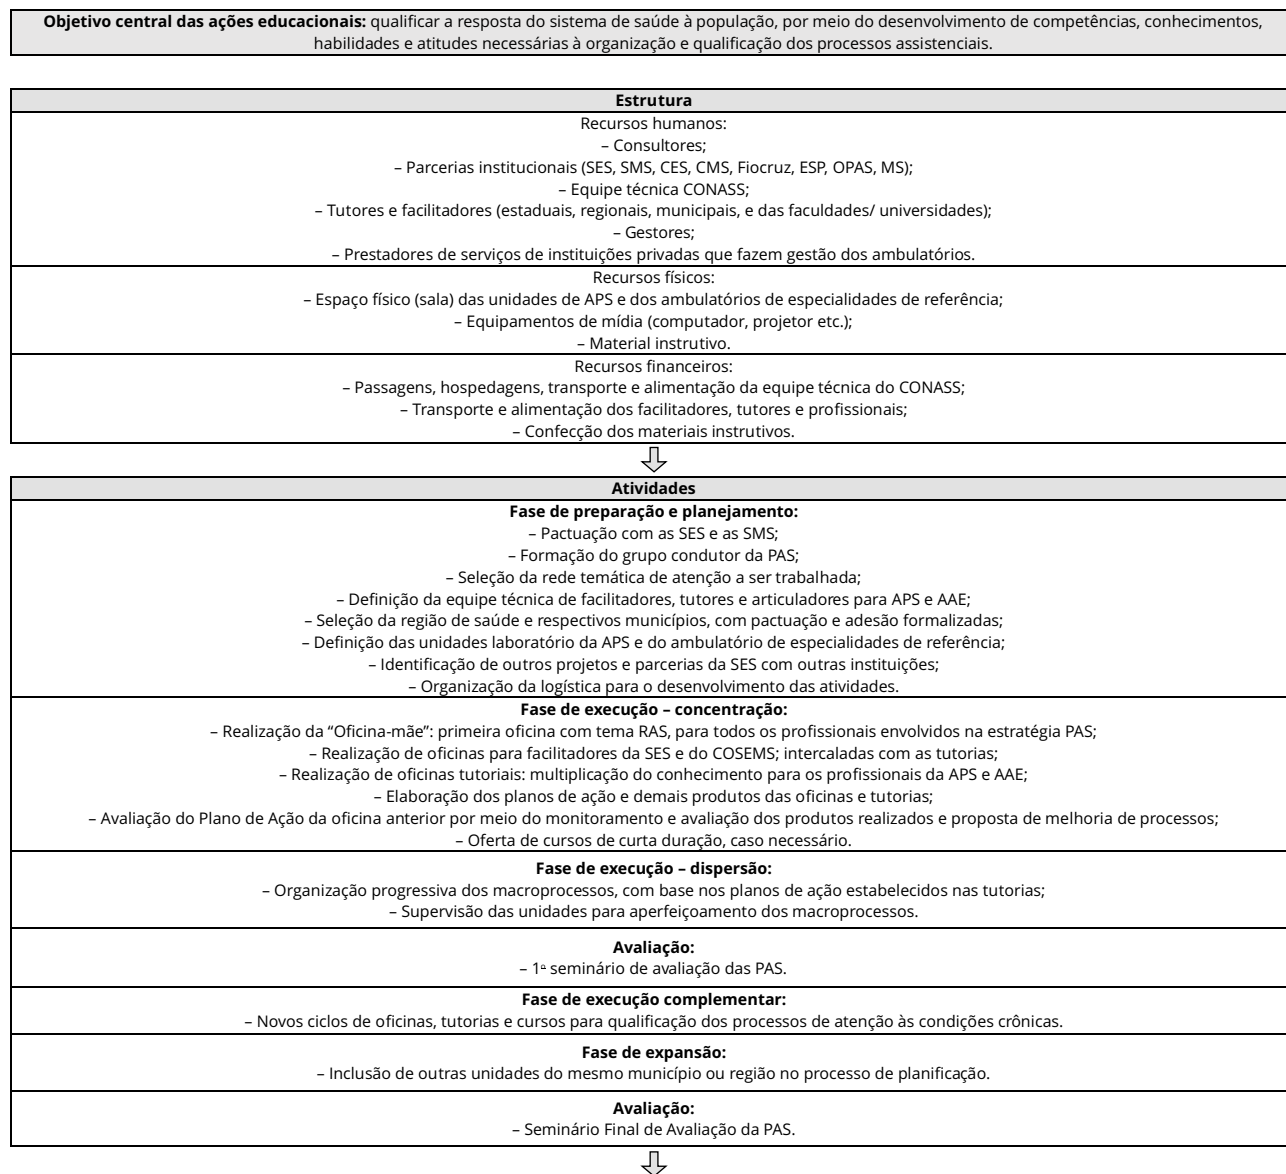 Objetivo central das ações educacionais: qualificar a resposta do sistema de saúde à população, por meio do desenvolvimento de competências, conhecimentos,
habilidades e atitudes necessárias à organização e qualificação dos processos assistenciais.
Estrutura
Recursos humanos:
– Consultores;
– Parcerias institucionais (SES, SMS, CES, CMS, Fiocruz, ESP, OPAS, MS);
– Equipe técnica CONASS;
– Tutores e facilitadores (estaduais, regionais, municipais, e das faculdades/ universidades);
– Gestores;
– Prestadores de serviços de instituições privadas que fazem gestão dos ambulatórios.
Recursos físicos:
– Espaço físico (sala) das unidades de APS e dos ambulatórios de especialidades de referência;
– Equipamentos de mídia (computador, projetor etc.);
– Material instrutivo.
Recursos financeiros:
– Passagens, hospedagens, transporte e alimentação da equipe técnica do CONASS;
– Transporte e alimentação dos facilitadores, tutores e profissionais;
– Confecção dos materiais instrutivos.
Atividades
Fase de preparação e planejamento:
– Pactuação com as SES e as SMS;
– Formação do grupo condutor da PAS;
– Seleção da rede temática de atenção a ser trabalhada;
– Definição da equipe técnica de facilitadores, tutores e articuladores para APS e AAE;
– Seleção da região de saúde e respectivos municípios, com pactuação e adesão formalizadas;
– Definição das unidades laboratório da APS e do ambulatório de especialidades de referência;
– Identificação de outros projetos e parcerias da SES com outras instituições;
– Organização da logística para o desenvolvimento das atividades.
Fase de execução – concentração:
– Realização da “Oficina-mãe”: primeira oficina com tema RAS, para todos os profissionais envolvidos na estratégia PAS;
– Realização de oficinas para facilitadores da SES e do COSEMS; intercaladas com as tutorias;
– Realização de oficinas tutoriais: multiplicação do conhecimento para os profissionais da APS e AAE;
– Elaboração dos planos de ação e demais produtos das oficinas e tutorias;
– Avaliação do Plano de Ação da oficina anterior por meio do monitoramento e avaliação dos produtos realizados e proposta de melhoria de processos;
– Oferta de cursos de curta duração, caso necessário.
Fase de execução – dispersão:
– Organização progressiva dos macroprocessos, com base nos planos de ação estabelecidos nas tutorias;
– Supervisão das unidades para aperfeiçoamento dos macroprocessos.
Avaliação:
– 1º seminário de avaliação das PAS.
Fase de execução complementar:
– Novos ciclos de oficinas, tutorias e cursos para qualificação dos processos de atenção às condições crônicas.
Fase de expansão:
– Inclusão de outras unidades do mesmo município ou região no processo de planificação.
Avaliação:
– Seminário Final de Avaliação da PAS.